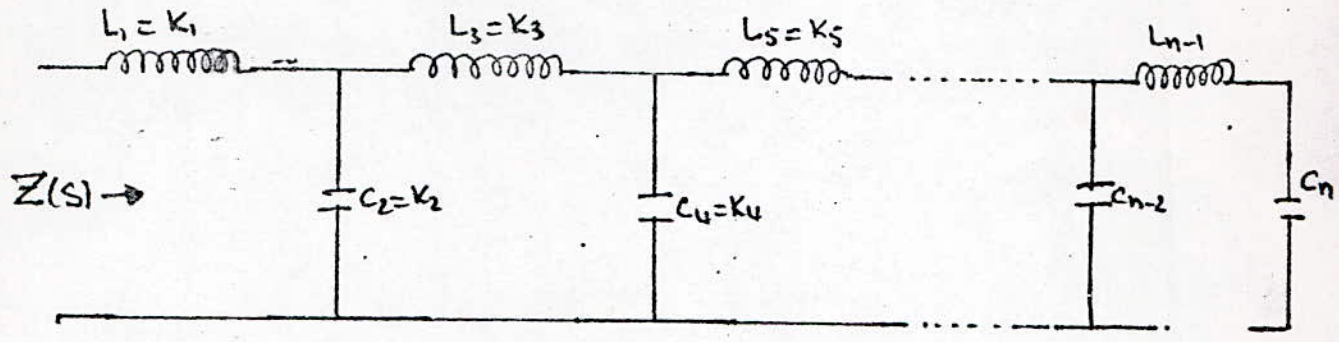 L₁ = K₁
L₃ = K₃
L₅ = K₅
Lₙ₋₁
Z(S) →
C₂ = K₂
C₄ = K₄
Cₙ₋₂
Cₙ